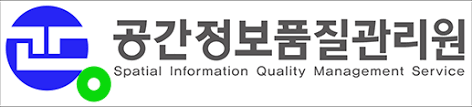 공간정보품질관리원
Spatial Information Quality Management Service